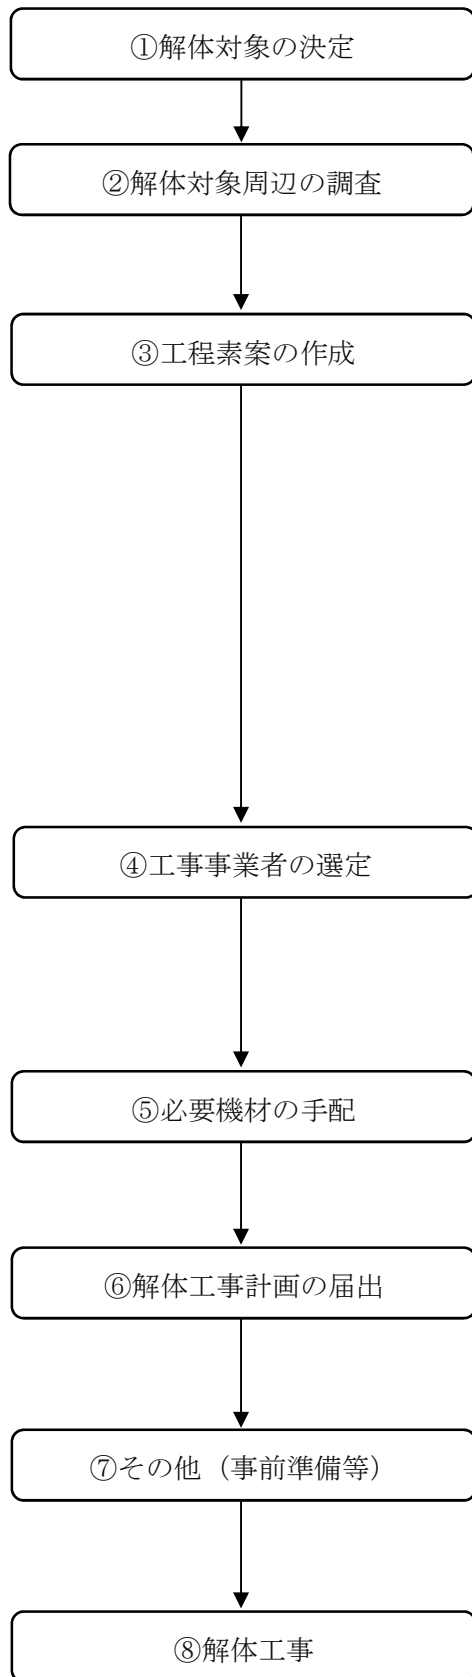 ①解体対象の決定
②解体対象周辺の調査
③工程素案の作成
④工事事業者の選定
⑤必要機材の手配
⑥解体工事計画の届出
⑦その他（事前準備等）
⑧解体工事